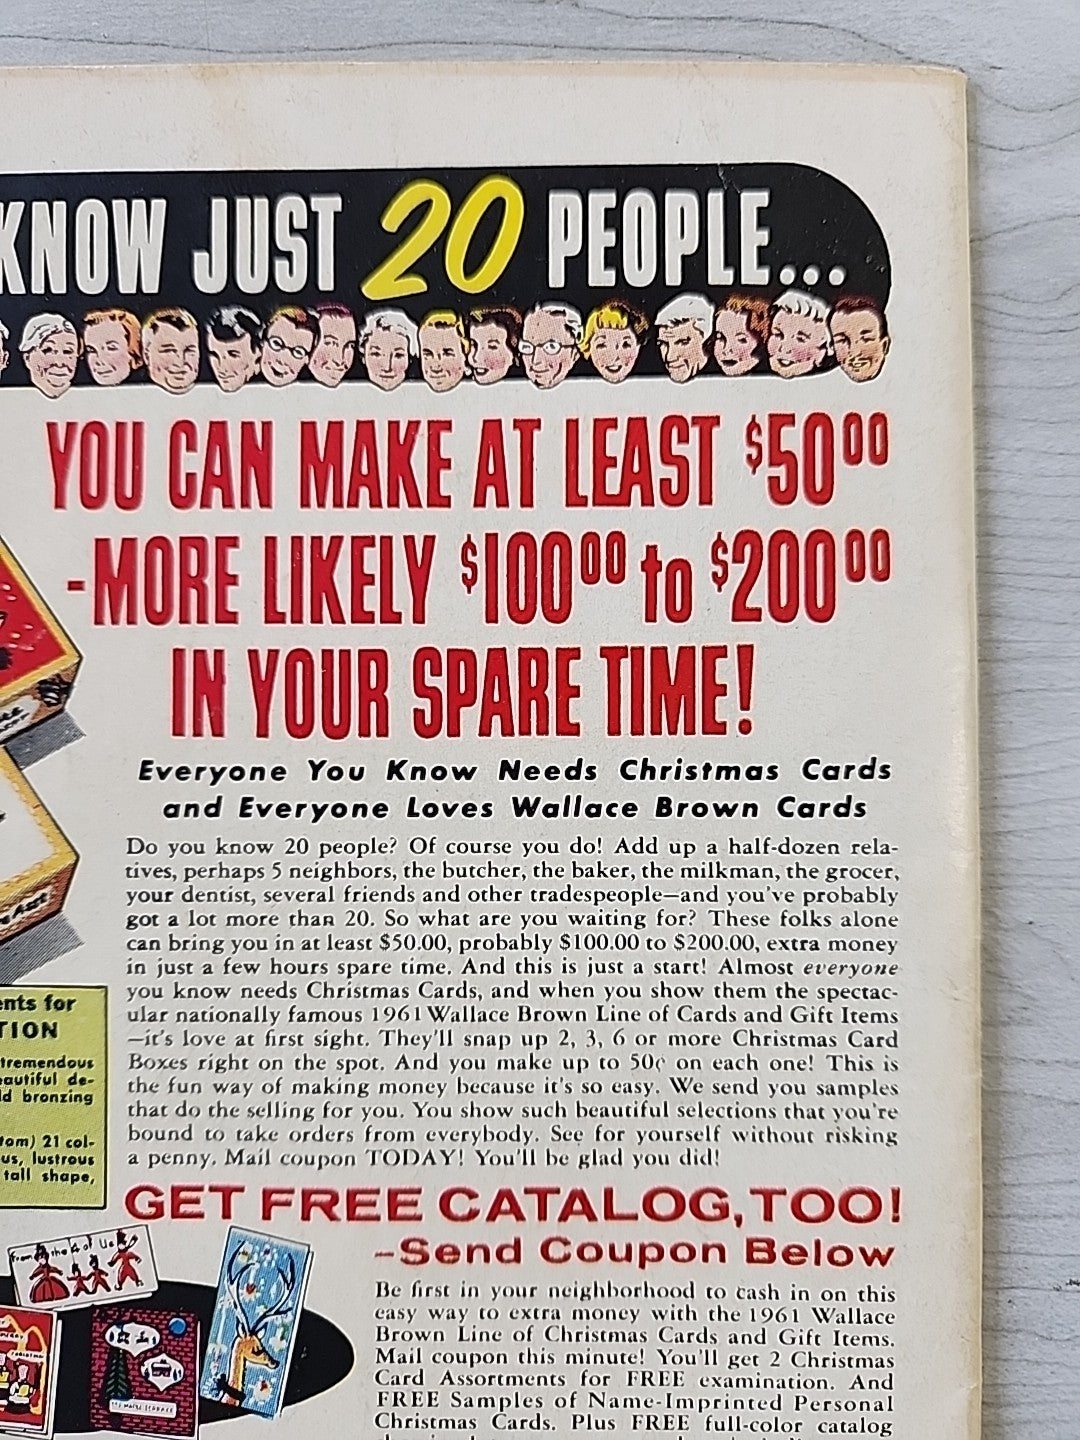 KNOW JUST 20 PEOPLE...
YOU CAN MAKE AT LEAST $50.00
-MORE LIKELY $100.00 to $200.00
IN YOUR SPARE TIME!
Everyone You Know Needs Christmas Cards
and Everyone Loves Wallace Brown Cards
Do you know 20 people? Of course you do! Add up a half-dozen rela-
tives, perhaps 5 neighbors, the butcher, the baker, the milkman, the grocer,
your dentist, several friends and other tradespeople—and you've probably
got a lot more than 20. So what are you waiting for? These folks alone
can bring you in at least $50.00, probably $100.00 to $200.00, extra money
in just a few hours spare time. And this is just a start! Almost everyone
you know needs Christmas Cards, and when you show them the spectac-
ular nationally famous 1961 Wallace Brown Line of Cards and Gift Items
—it's love at first sight. They'll snap up 2, 3, 6 or more Christmas Card
Boxes right on the spot. And you make up to 50¢ on each one! This is
the fun way of making money because it's so easy. We send you samples
that do the selling for you. You show such beautiful selections that you're
bound to take orders from everybody. See for yourself without risking
a penny. Mail coupon TODAY! You'll be glad you did!
ents for
TION
tremendous
autiful de-
ld bronzing
tom) 21 col-
us, lustrous
tall shape,
GET FREE CATALOG, TOO!
—Send Coupon Below
From the 4 of Us
Be first in your neighborhood to cash in on this
easy way to extra money with the 1961 Wallace
Brown Line of Christmas Cards and Gift Items.
Mail coupon this minute! You'll get 2 Christmas
Card Assortments for FREE examination. And
FREE Samples of Name-Imprinted Personal
Christmas Cards. Plus FREE full-color catalog